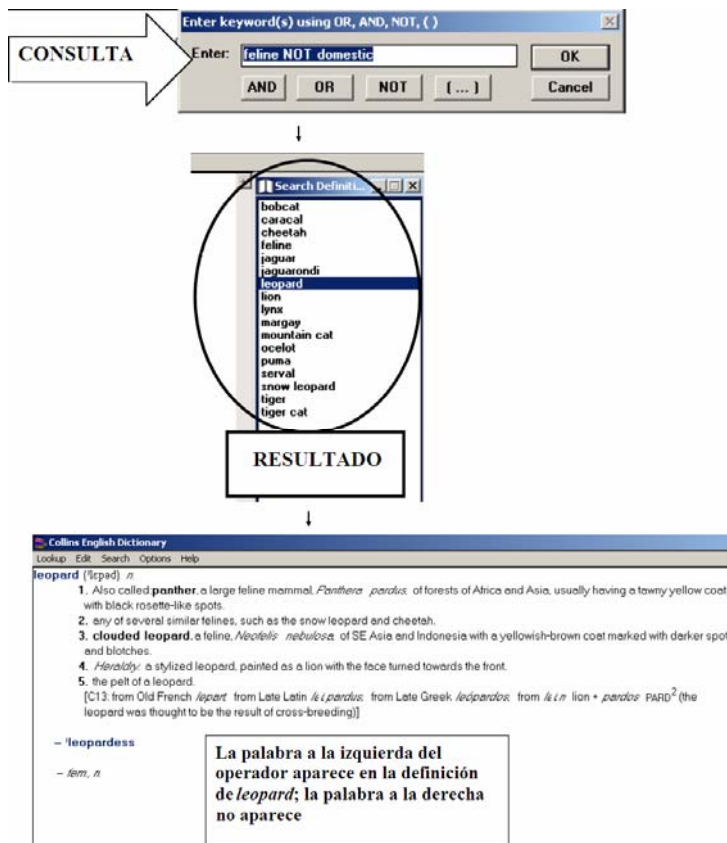 Enter keyword(s) using OR, AND, NOT, ( )
CONSULTA
Enter: feline NOT domestic
OK
AND OR NOT ( ... ) Cancel
Search Definiti...
bobcat
caracal
cheetah
feline
jaguar
jaguarondi
leopard
lion
lynx
margay
mountain cat
ocelot
puma
serval
snow leopard
tiger
tiger cat
RESULTADO
Collins English Dictionary
Lookup Edit Search Options Help
leopard n
1. Also called: panther. a large feline mammal, Panthera pardus, of forests of Africa and Asia, usually having a tawny yellow coat
with black rosette-like spots.
2. any of several similar felines, such as the snow leopard and cheetah.
3. clouded leopard. a feline, Neofelis nebulosa, of SE Asia and Indonesia with a yellowish-brown coat marked with darker spot
and blotches.
4. Heraldry. a stylized leopard, painted as a lion with the face turned towards the front.
5. the pelt of a leopard.
[C13: from Old French lepart, from Late Latin from Late Greek leópardos, from lion + pardos PARD² (the
leopard was thought to be the result of cross-breeding)]
– ˈleopardess
– fem, n
La palabra a la izquierda del
operador aparece en la definición
de leopard; la palabra a la derecha
no aparece